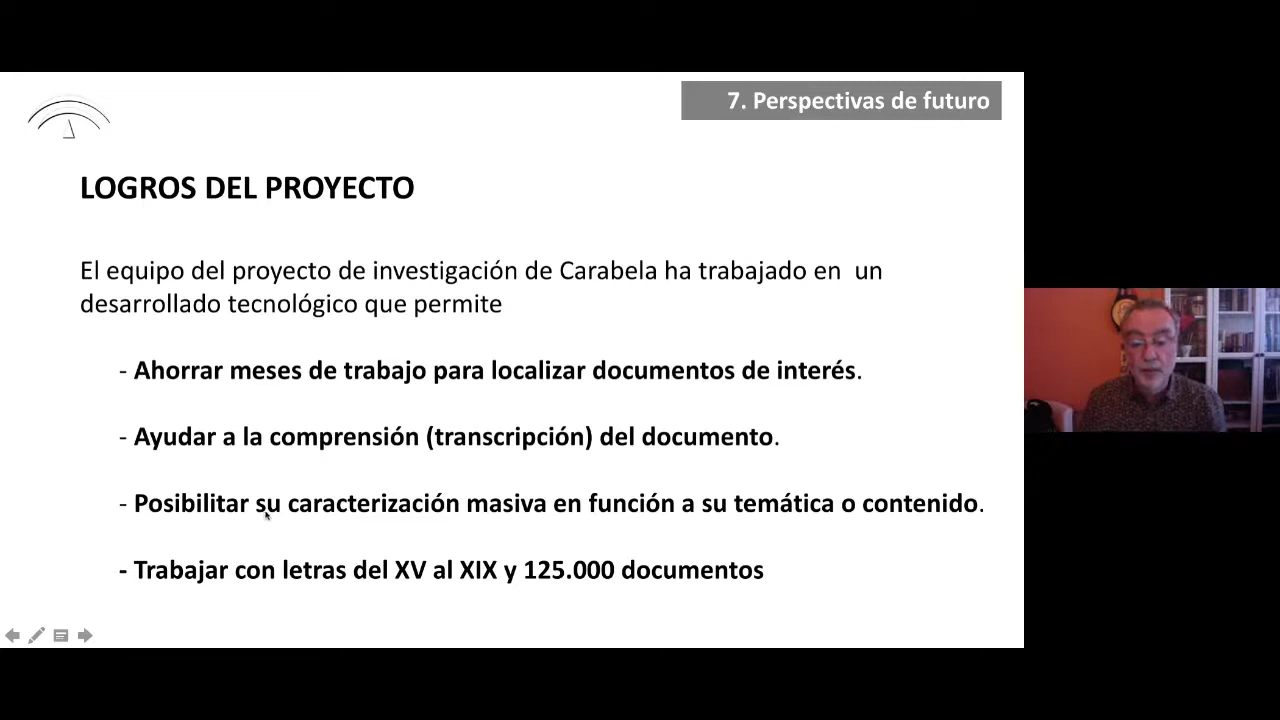 7. Perspectivas de futuro
LOGROS DEL PROYECTO
El equipo del proyecto de investigación de Carabela ha trabajado en un
desarrollado tecnológico que permite
- Ahorrar meses de trabajo para localizar documentos de interés.
- Ayudar a la comprensión (transcripción) del documento.
- Posibilitar su caracterización masiva en función a su temática o contenido.
- Trabajar con letras del XV al XIX y 125.000 documentos